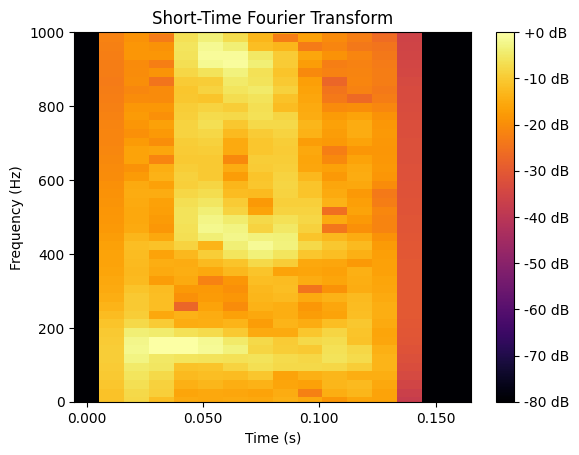 Short-Time Fourier Transform
1000
800
600
400
200
0
Frequency (Hz)
0.000
0.050
0.100
0.150
Time (s)
+0 dB
-10 dB
-20 dB
-30 dB
-40 dB
-50 dB
-60 dB
-70 dB
-80 dB